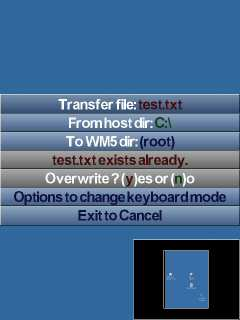 Transfer file: test.txt
From host dir: C:\
To WM5 dir: (root)
test.txt exists already.
Overwrite ? (y)es or (n)o
Options to change keyboard mode
Exit to Cancel